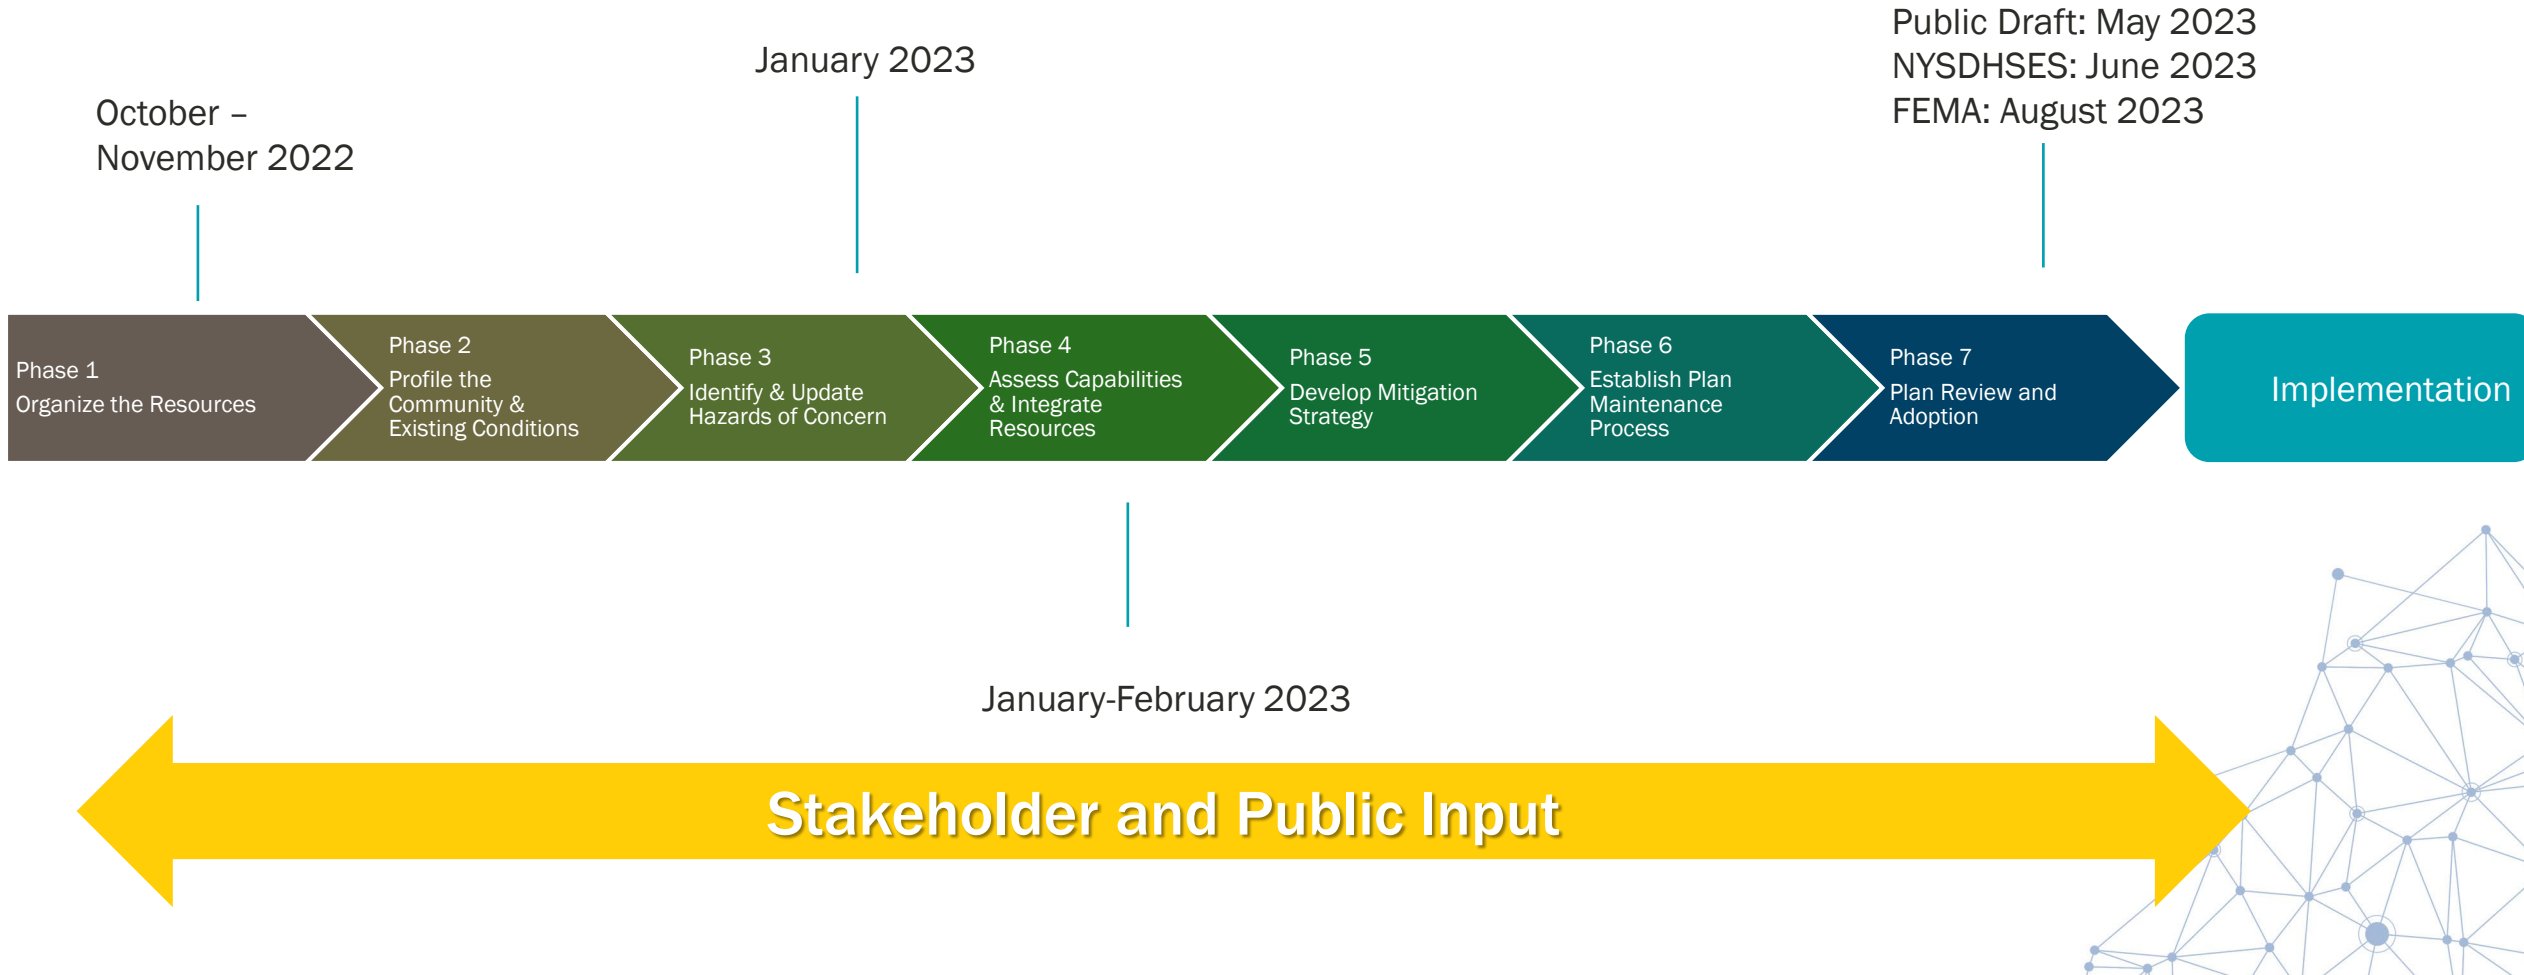 Public Draft: May 2023
NYSDHSES: June 2023
FEMA: August 2023
January 2023
October –
November 2022
Phase 1
Organize the Resources
Phase 2
Profile the
Community &
Existing Conditions
Phase 3
Identify & Update
Hazards of Concern
Phase 4
Assess Capabilities
& Integrate
Resources
Phase 5
Develop Mitigation
Strategy
Phase 6
Establish Plan
Maintenance
Process
Phase 7
Plan Review and
Adoption
Implementation
January-February 2023
Stakeholder and Public Input